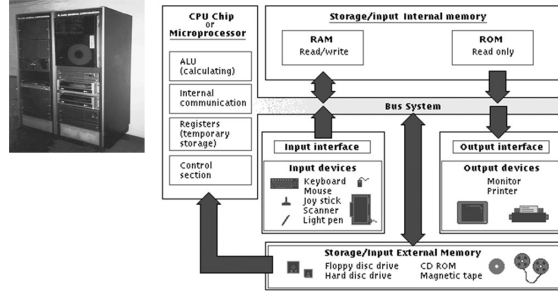 CPU Chip
or
Microprocessor
ALU
(calculating)
Internal
communication
Registers
(temporary
storage)
Control
section
Storage/input Internal memory
RAM
Read/write
ROM
Read only
Bus System
Input interface
Input devices
Keyboard
Mouse
Joy stick
Scanner
Light pen
Output interface
Output devices
Monitor
Printer
Storage/Input External Memory
Floppy disc drive
Hard disc drive
CD ROM
Magnetic tape